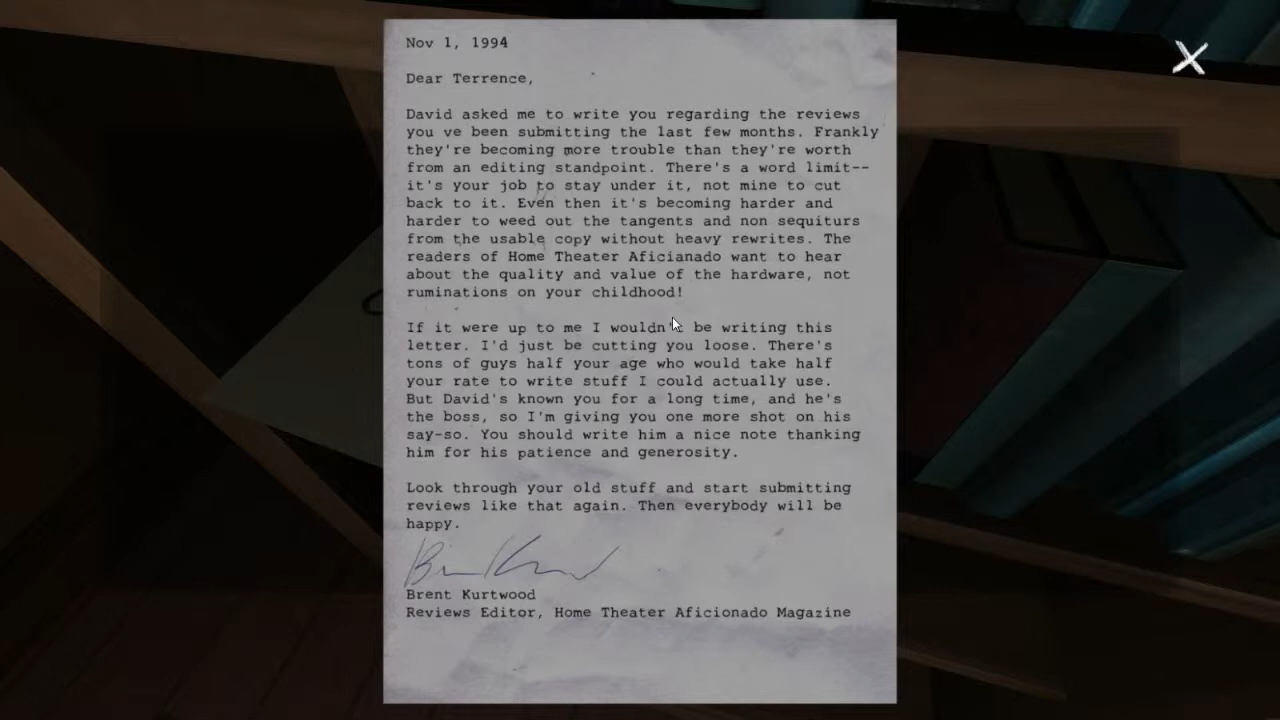 Nov 1, 1994
Dear Terrence,
David asked me to write you regarding the reviews
you ve been submitting the last few months. Frankly
they're becoming more trouble than they're worth
from an editing standpoint. There's a word limit--
it's your job to stay under it, not mine to cut
back to it. Even then it's becoming harder and
harder to weed out the tangents and non sequiturs
from the usable copy without heavy rewrites. The
readers of Home Theater Aficianado want to hear
about the quality and value of the hardware, not
ruminations on your childhood!
If it were up to me I wouldn't be writing this
letter. I'd just be cutting you loose. There's
tons of guys half your age who would take half
your rate to write stuff I could actually use.
But David's known you for a long time, and he's
the boss, so I'm giving you one more shot on his
say-so. You should write him a nice note thanking
him for his patience and generosity.
Look through your old stuff and start submitting
reviews like that again. Then everybody will be
happy.
Brent Kurtwood
Reviews Editor, Home Theater Aficionado Magazine